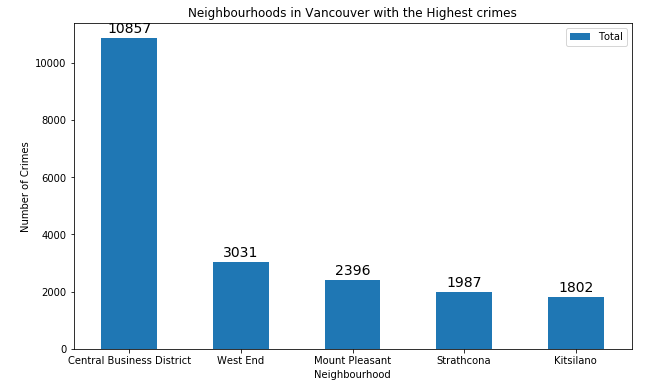 Neighbourhoods in Vancouver with the Highest crimes
Total
10857
3031
2396
1987
1802
Number of Crimes
10000
8000
6000
4000
2000
0
Central Business District
West End
Mount Pleasant
Strathcona
Kitsilano
Neighbourhood